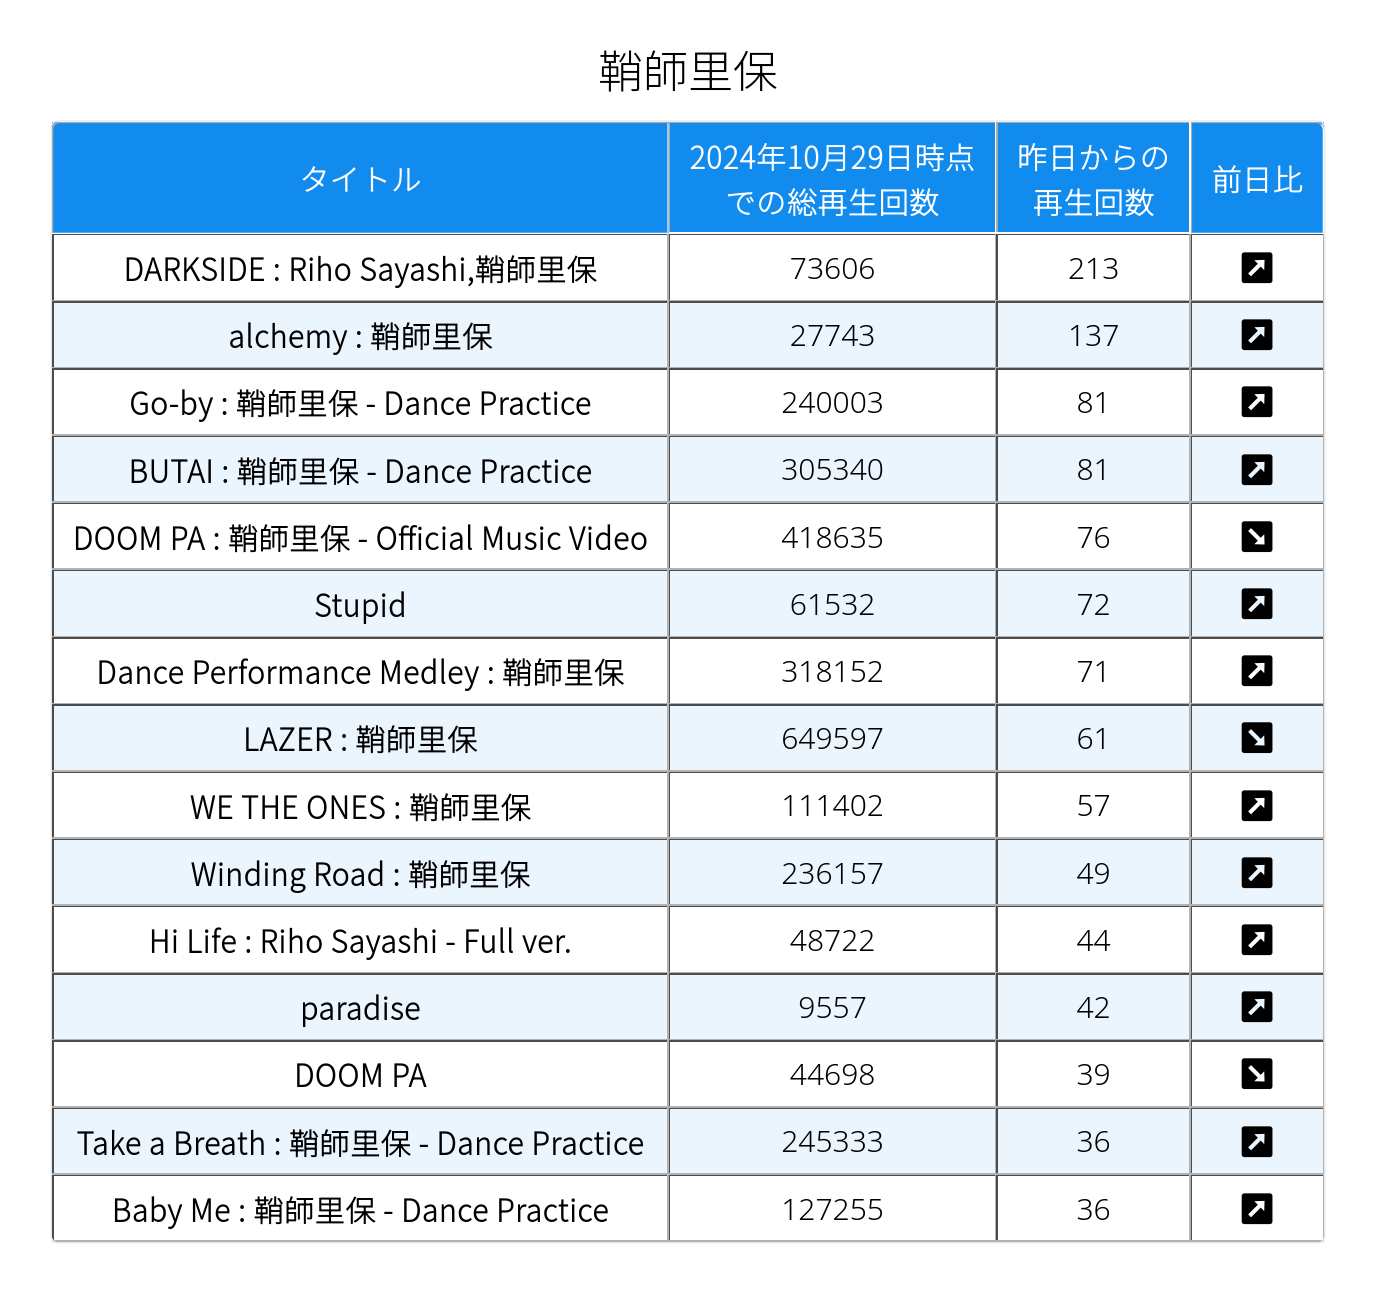 鞘師里保
タイトル 2024年10月29日時点での総再生回数 昨日からの再生回数 前日比
DARKSIDE : Riho Sayashi,鞘師里保 73606 213 ↗
alchemy : 鞘師里保 27743 137 ↗
Go-by : 鞘師里保 - Dance Practice 240003 81 ↗
BUTAI : 鞘師里保 - Dance Practice 305340 81 ↗
DOOM PA : 鞘師里保 - Official Music Video 418635 76 ↘
Stupid 61532 72 ↗
Dance Performance Medley : 鞘師里保 318152 71 ↗
LAZER : 鞘師里保 649597 61 ↘
WE THE ONES : 鞘師里保 111402 57 ↗
Winding Road : 鞘師里保 236157 49 ↗
Hi Life : Riho Sayashi - Full ver. 48722 44 ↗
paradise 9557 42 ↗
DOOM PA 44698 39 ↘
Take a Breath : 鞘師里保 - Dance Practice 245333 36 ↗
Baby Me : 鞘師里保 - Dance Practice 127255 36 ↗